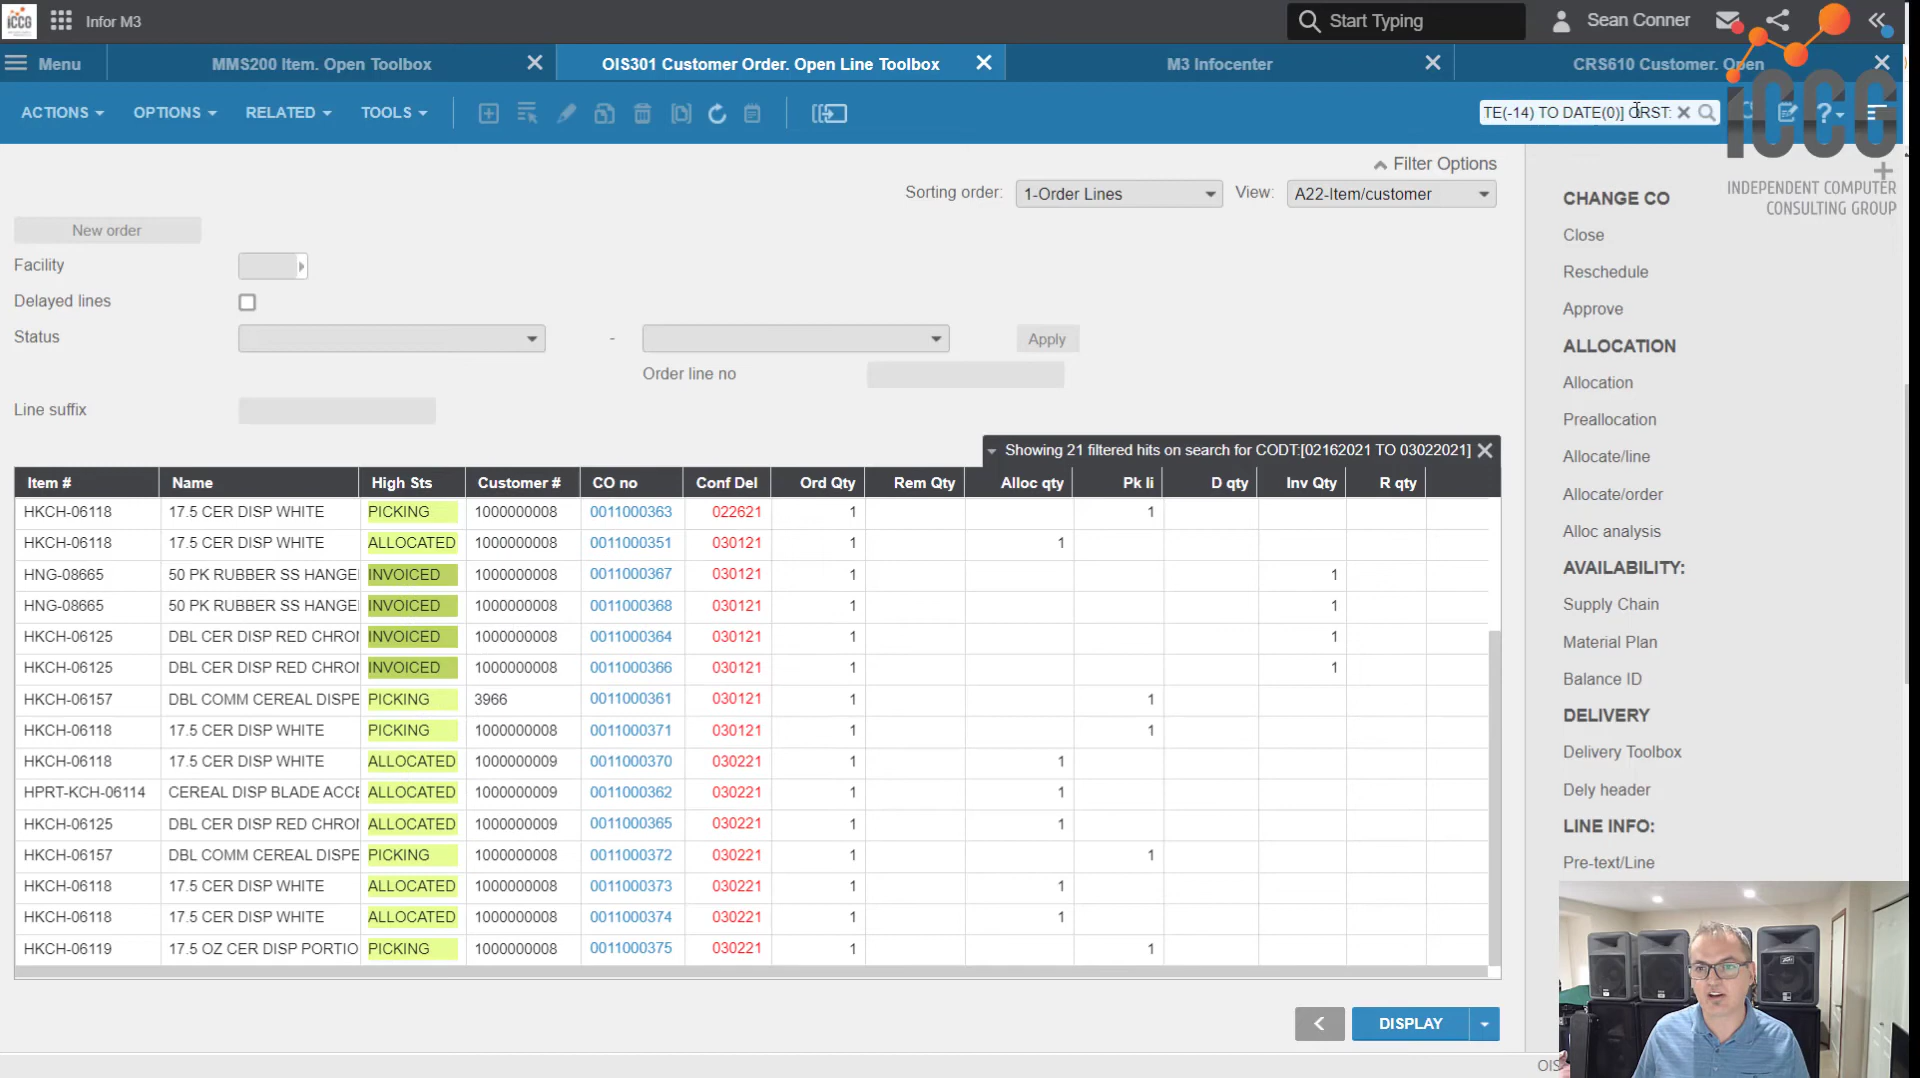 iCCG
Infor M3
Start Typing
Sean Conner
Menu
MMS200 Item. Open Toolbox
OIS301 Customer Order. Open Line Toolbox
M3 Infocenter
CRS610 Customer. Open
ACTIONS
OPTIONS
RELATED
TOOLS
TE(-14) TO DATE(0)] ORST:
iCCG
INDEPENDENT COMPUTER
CONSULTING GROUP
Filter Options
Sorting order:
1-Order Lines
View:
A22-Item/customer
New order
Facility
Delayed lines
Status
-
Apply
Order line no
Line suffix
Showing 21 filtered hits on search for CODT:[02162021 TO 03022021]
Item # Name High Sts Customer # CO no Conf Del Ord Qty Rem Qty Alloc qty Pk li D qty Inv Qty R qty
HKCH-06118 17.5 CER DISP WHITE PICKING 1000000008 0011000363 022621 1 1
HKCH-06118 17.5 CER DISP WHITE ALLOCATED 1000000008 0011000351 030121 1 1
HNG-08665 50 PK RUBBER SS HANGE INVOICED 1000000008 0011000367 030121 1 1
HNG-08665 50 PK RUBBER SS HANGE INVOICED 1000000008 0011000368 030121 1 1
HKCH-06125 DBL CER DISP RED CHRO INVOICED 1000000008 0011000364 030121 1 1
HKCH-06125 DBL CER DISP RED CHRO INVOICED 1000000008 0011000366 030121 1 1
HKCH-06157 DBL COMM CEREAL DISPE PICKING 3966 0011000361 030121 1 1
HKCH-06118 17.5 CER DISP WHITE PICKING 1000000008 0011000371 030121 1 1
HKCH-06118 17.5 CER DISP WHITE ALLOCATED 1000000009 0011000370 030221 1 1
HPRT-KCH-06114 CEREAL DISP BLADE ACCE ALLOCATED 1000000009 0011000362 030221 1 1
HKCH-06125 DBL CER DISP RED CHRO ALLOCATED 1000000009 0011000365 030221 1 1
HKCH-06157 DBL COMM CEREAL DISPE PICKING 1000000008 0011000372 030221 1 1
HKCH-06118 17.5 CER DISP WHITE ALLOCATED 1000000008 0011000373 030221 1 1
HKCH-06118 17.5 CER DISP WHITE ALLOCATED 1000000008 0011000374 030221 1 1
HKCH-06119 17.5 OZ CER DISP PORTIO PICKING 1000000008 0011000375 030221 1 1
DISPLAY
CHANGE CO
Close
Reschedule
Approve
ALLOCATION
Allocation
Preallocation
Allocate/line
Allocate/order
Alloc analysis
AVAILABILITY:
Supply Chain
Material Plan
Balance ID
DELIVERY
Delivery Toolbox
Dely header
LINE INFO:
Pre-text/Line
OIS